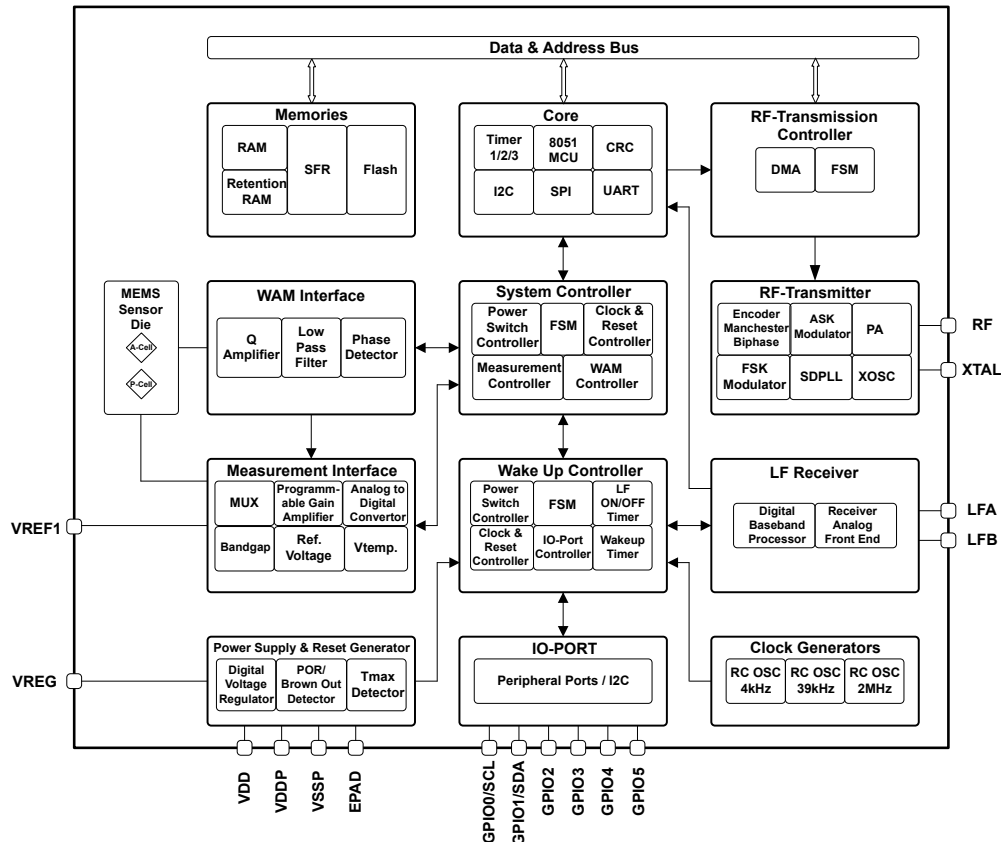 Data & Address Bus
Memories
RAM
Retention
RAM
SFR
Flash
Core
Timer
1/2/3
8051
MCU
CRC
I2C
SPI
UART
RF-Transmission
Controller
DMA
FSM
MEMS
Sensor
Die
A-Cell
P-Cell
WAM Interface
Q
Amplifier
Low
Pass
Filter
Phase
Detector
System Controller
Power
Switch
Controller
FSM
Clock &
Reset
Controller
Measurement
Controller
WAM
Controller
RF-Transmitter
Encoder
Manchester
Biphase
ASK
Modulator
PA
FSK
Modulator
SDPLL
XOSC
RF
XTAL
Measurement Interface
MUX
Programm-
able Gain
Amplifier
Analog to
Digital
Convertor
Bandgap
Ref.
Voltage
Vtemp.
VREF1
Wake Up Controller
Power
Switch
Controller
FSM
LF
ON/OFF
Timer
Clock &
Reset
Controller
IO-Port
Controller
Wakeup
Timer
LF Receiver
Digital
Baseband
Processor
Receiver
Analog
Front End
LFA
LFB
VREG
Power Supply & Reset Generator
Digital
Voltage
Regulator
POR/
Brown Out
Detector
Tmax
Detector
IO-PORT
Peripheral Ports / I2C
Clock Generators
RC OSC
4kHz
RC OSC
39kHz
RC OSC
2MHz
VDD
VDDP
VSSP
EPAD
GPIO0/SCL
GPIO1/SDA
GPIO2
GPIO3
GPIO4
GPIO5